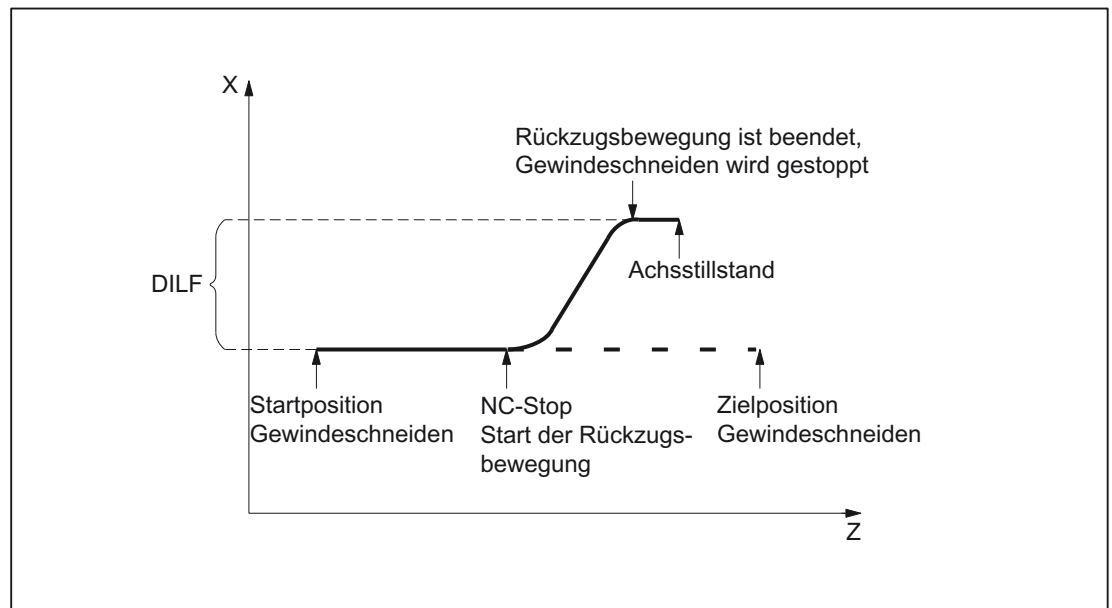 X
Rückzugsbewegung ist beendet,
Gewindeschneiden wird gestoppt
Achsstillstand
DILF
Startposition
Gewindeschneiden
NC-Stop
Start der Rückzugs-
bewegung
Zielposition
Gewindeschneiden
Z